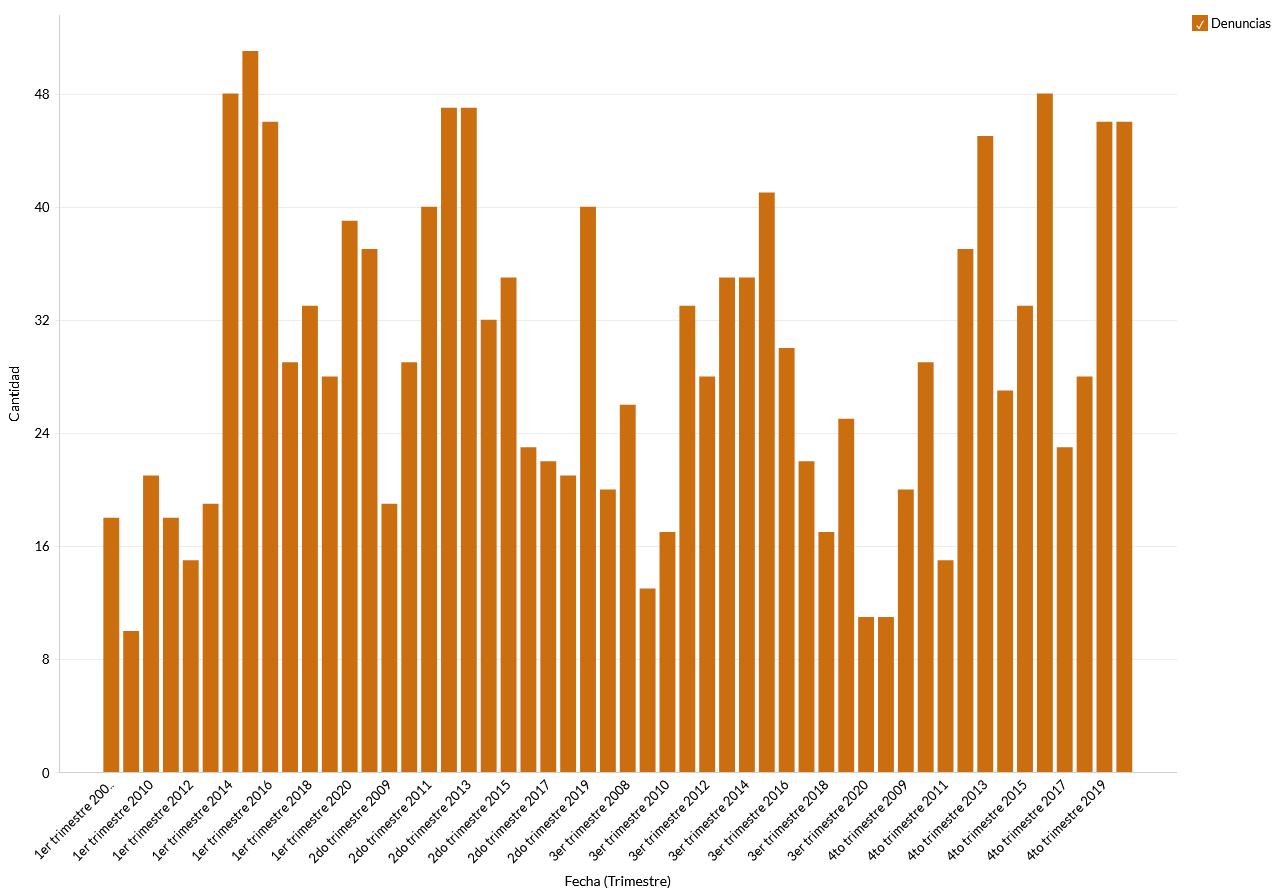 Denuncias
48
40
32
24
16
8
0
Cantidad
1er trimestre 200..
1er trimestre 2010
1er trimestre 2012
1er trimestre 2014
1er trimestre 2016
1er trimestre 2018
1er trimestre 2020
2do trimestre 2009
2do trimestre 2011
2do trimestre 2013
2do trimestre 2015
2do trimestre 2017
2do trimestre 2019
3er trimestre 2008
3er trimestre 2010
3er trimestre 2012
3er trimestre 2014
3er trimestre 2016
3er trimestre 2018
3er trimestre 2020
4to trimestre 2009
4to trimestre 2011
4to trimestre 2013
4to trimestre 2015
4to trimestre 2017
4to trimestre 2019
Fecha (Trimestre)